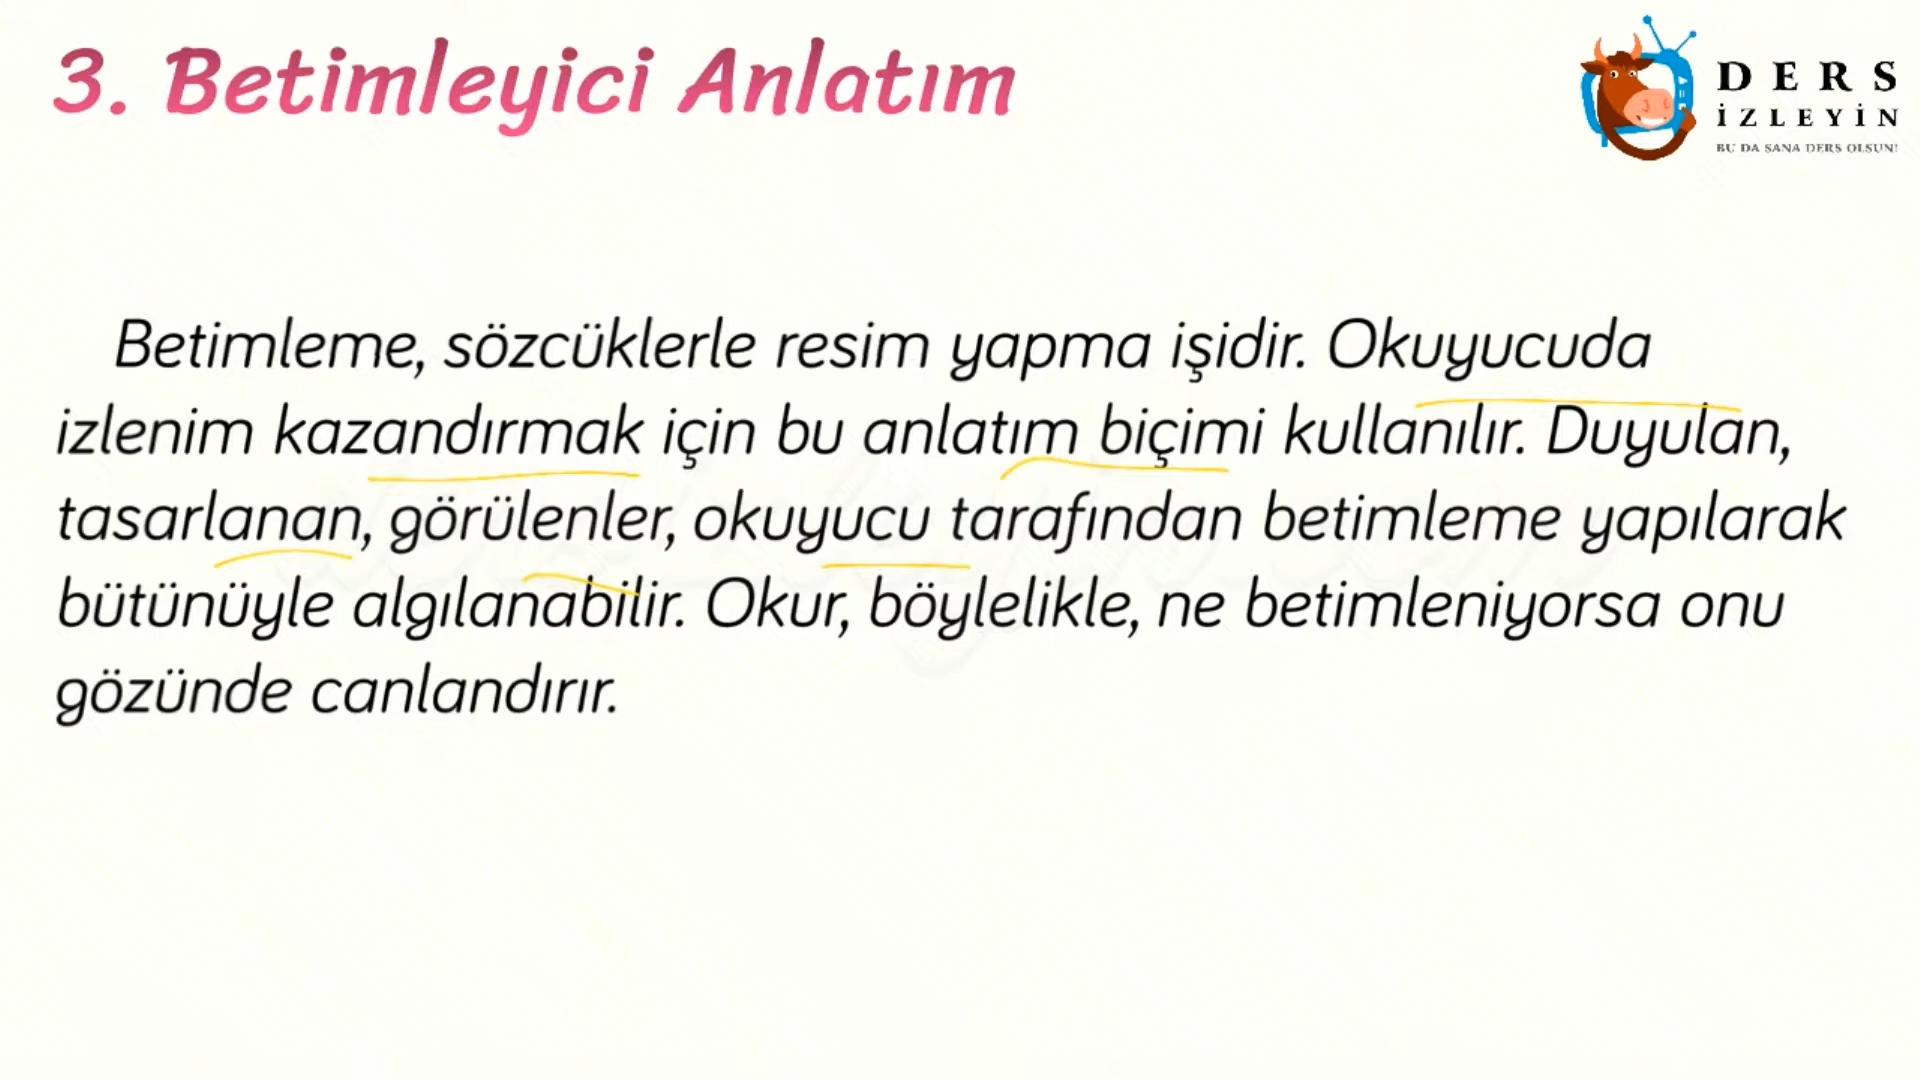 3. Betimleyici Anlatım
DERS
İZLEYİN
BU DA SANA DERS OLSUN!
Betimleme, sözcüklerle resim yapma işidir. Okuyucuda
izlenim kazandırmak için bu anlatım biçimi kullanılır. Duyulan,
tasarlanan, görülenler, okuyucu tarafından betimleme yapılarak
bütünüyle algılanabilir. Okur, böylelikle, ne betimleniyorsa onu
gözünde canlandırır.